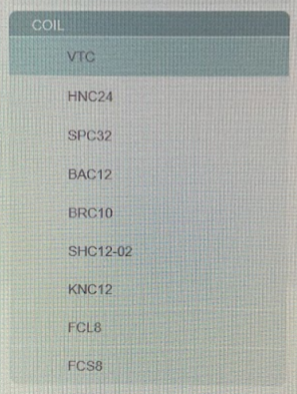 COIL
VTC
HNC24
SPC32
BAC12
BRC10
SHC12-02
KNC12
FCL8
FCS8